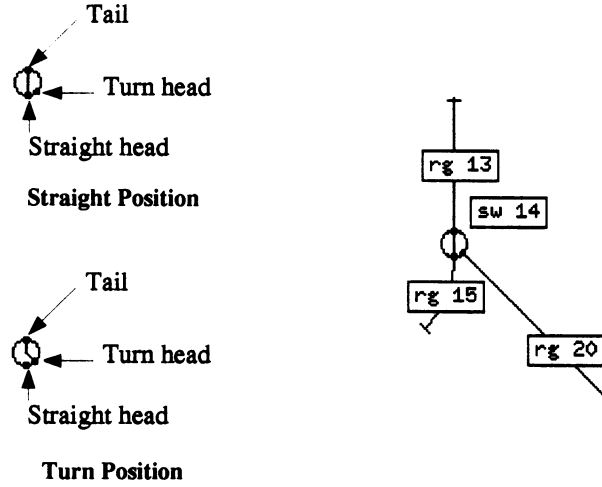 Tail
Turn head
Straight head
Straight Position
Tail
Turn head
Straight head
Turn Position
rg 13
sw 14
rg 15
rg 20